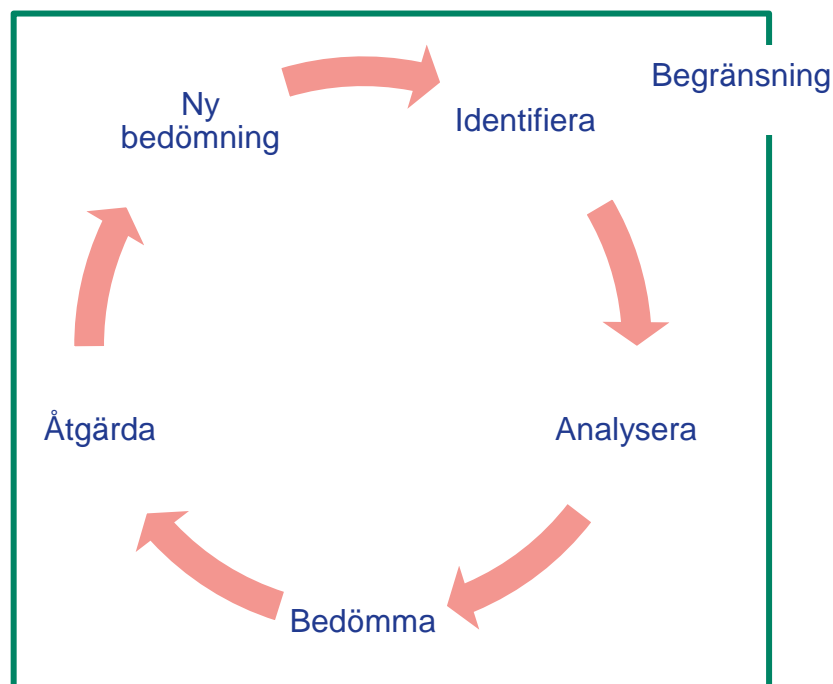 Begränsning
Ny
bedömning
Identifiera
Åtgärda
Analysera
Bedömma